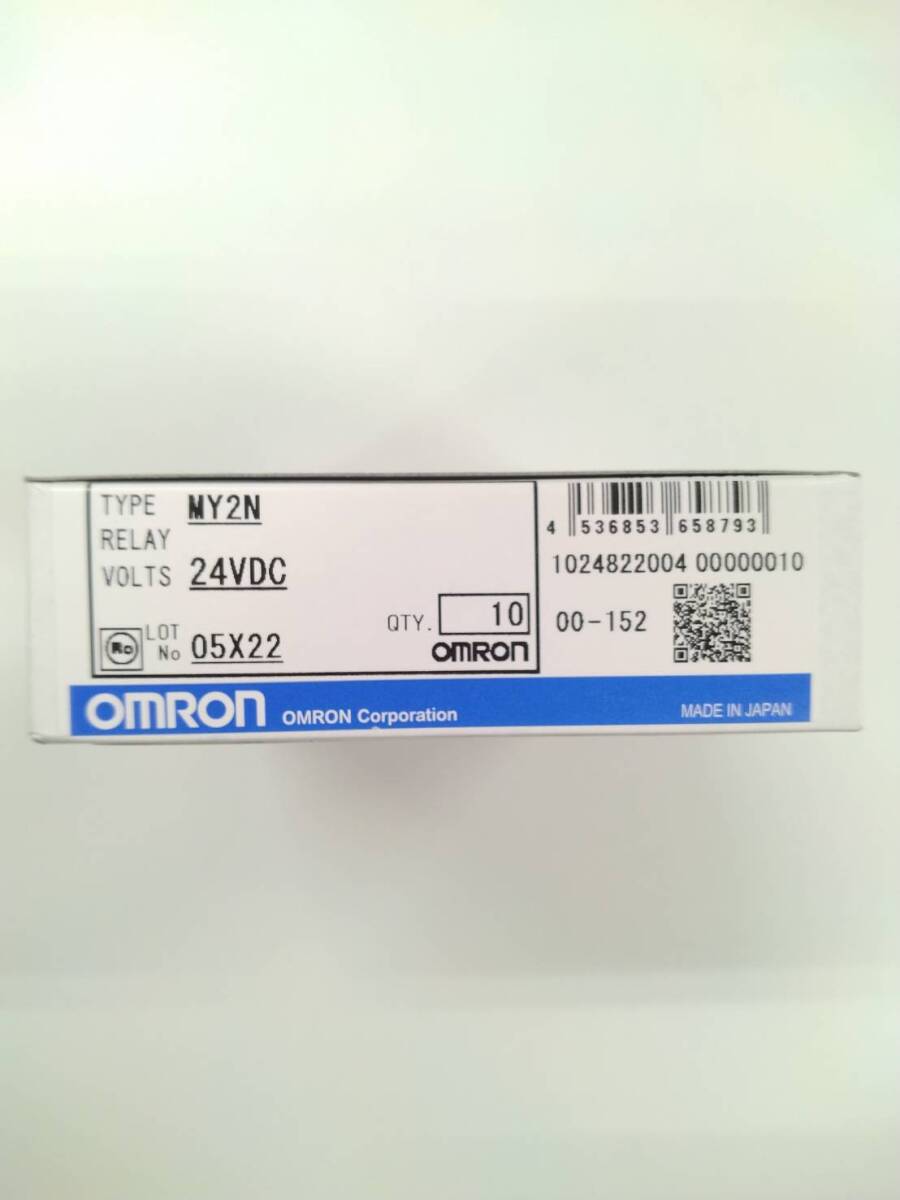 TYPE MY2N
RELAY
VOLTS 24VDC
LOT No 05X22
QTY. 10
OMRON
4 536853 658793
1024822004 00000010
00-152
OMRON OMRON Corporation
MADE IN JAPAN